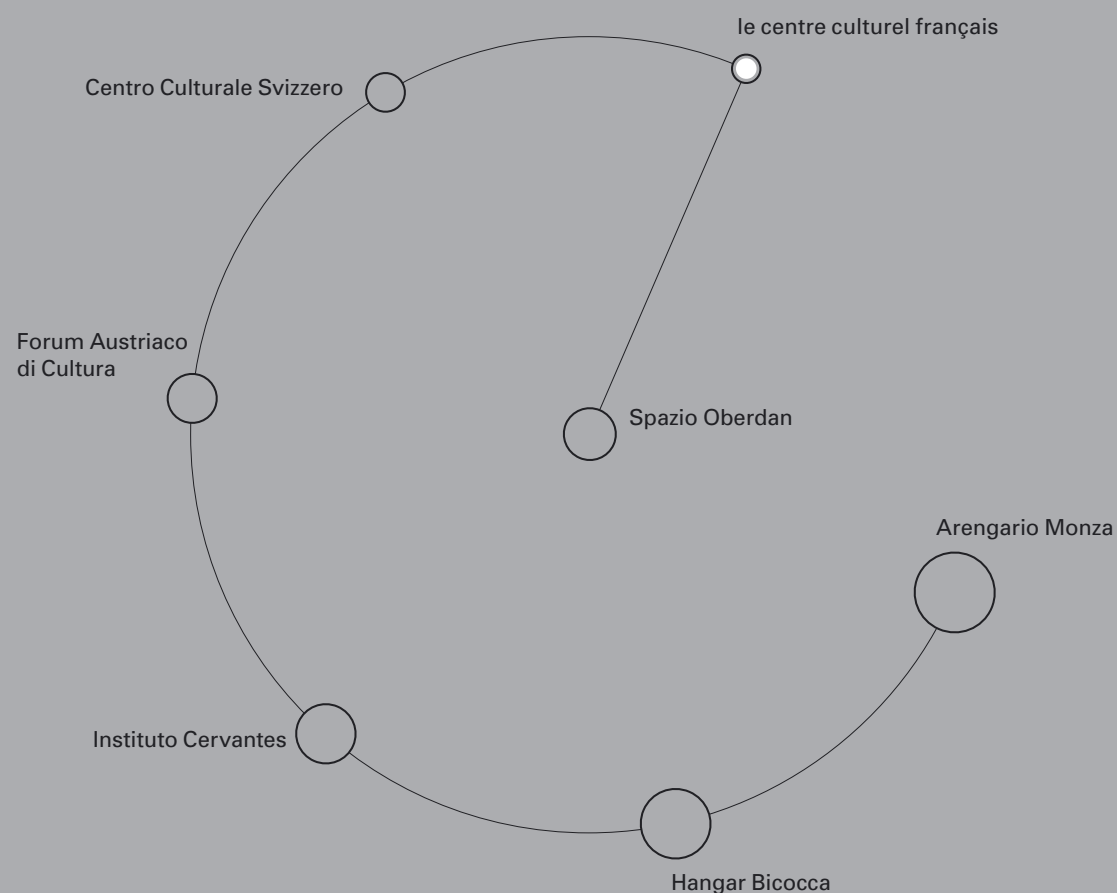 le centre culturel français
Centro Culturale Svizzero
Forum Austriaco
di Cultura
Spazio Oberdan
Arengario Monza
Instituto Cervantes
Hangar Bicocca